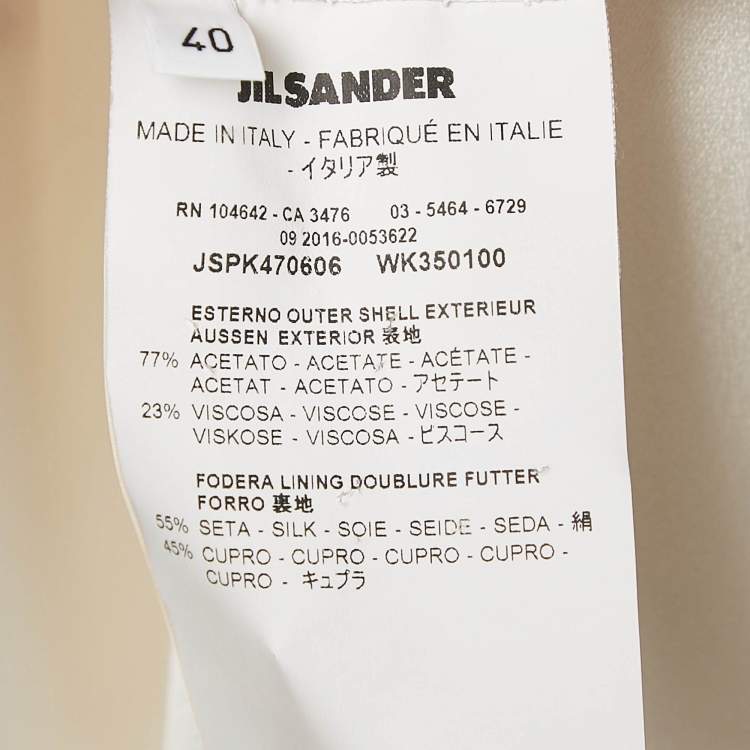 40
JIL SANDER
MADE IN ITALY - FABRIQUÉ EN ITALIE
- イタリア製
RN 104642 - CA 3476 03 - 5464 - 6729
09 2016-0053622
JSPK470606 WK350100
ESTERNO OUTER SHELL EXTERIEUR
AUSSEN EXTERIOR 表地
77% ACETATO - ACETATE - ACÉTATE -
ACETAT - ACETATO - アセテート
23% VISCOSA - VISCOSE - VISCOSE -
VISKOSE - VISCOSA - ビスコース
FODERA LINING DOUBLURE FUTTER
FORRO 裏地
55% SETA - SILK - SOIE - SEIDE - SEDA - 絹
45% CUPRO - CUPRO - CUPRO - CUPRO -
CUPRO - キュプラ